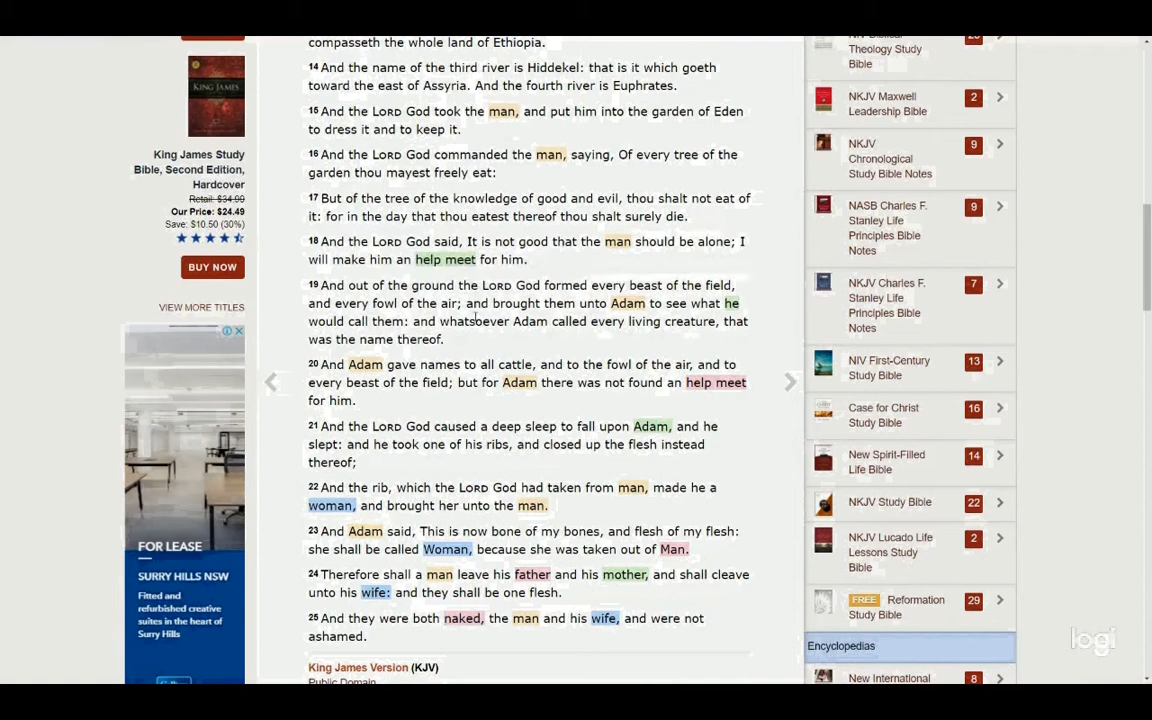 compasseth the whole land of Ethiopia.
14 And the name of the third river is Hiddekel: that is it which goeth
toward the east of Assyria. And the fourth river is Euphrates.
15 And the LORD God took the man, and put him into the garden of Eden
to dress it and to keep it.
16 And the LORD God commanded the man, saying, Of every tree of the
garden thou mayest freely eat:
17 But of the tree of the knowledge of good and evil, thou shalt not eat of
it: for in the day that thou eatest thereof thou shalt surely die.
18 And the LORD God said, It is not good that the man should be alone; I
will make him an help meet for him.
19 And out of the ground the LORD God formed every beast of the field,
and every fowl of the air; and brought them unto Adam to see what he
would call them: and whatsoever Adam called every living creature, that
was the name thereof.
20 And Adam gave names to all cattle, and to the fowl of the air, and to
every beast of the field; but for Adam there was not found an help meet
for him.
21 And the LORD God caused a deep sleep to fall upon Adam, and he
slept: and he took one of his ribs, and closed up the flesh instead
thereof;
22 And the rib, which the LORD God had taken from man, made he a
woman, and brought her unto the man.
23 And Adam said, This is now bone of my bones, and flesh of my flesh:
she shall be called Woman, because she was taken out of Man.
24 Therefore shall a man leave his father and his mother, and shall cleave
unto his wife: and they shall be one flesh.
25 And they were both naked, the man and his wife, and were not
ashamed.
King James Version (KJV)
Public Domain
KING JAMES
King James Study
Bible, Second Edition,
Hardcover
Retail: $34.99
Our Price: $24.49
Save: $10.50 (30%)
BUY NOW
VIEW MORE TITLES
FOR LEASE
SURRY HILLS NSW
Fitted and
refurbished creative
suites in the heart of
Surry Hills
Theology Study
Bible
NKJV Maxwell
Leadership Bible
2
NKJV
Chronological
Study Bible Notes
9
NASB Charles F.
Stanley Life
Principles Bible
Notes
9
NKJV Charles F.
Stanley Life
Principles Bible
Notes
7
NIV First-Century
Study Bible
13
Case for Christ
Study Bible
16
New Spirit-Filled
Life Bible
14
NKJV Study Bible
22
NKJV Lucado Life
Lessons Study
Bible
2
FREE Reformation
Study Bible
29
Encyclopedias
New International
8
logi